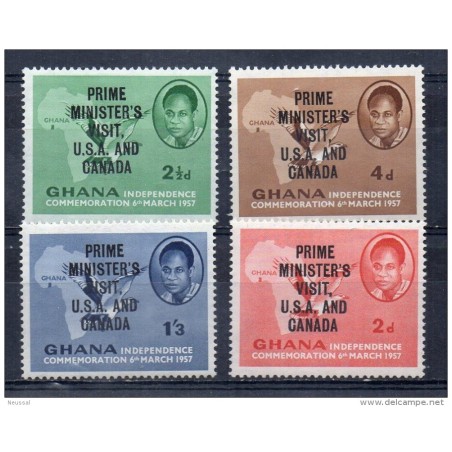 PRIME
MINISTER'S
VISIT,
U.S.A. AND
CANADA
GHANA
2½d
GHANA INDEPENDENCE
COMMEMORATION 6th MARCH 1957
PRIME
MINISTER'S
VISIT,
U.S.A. AND
CANADA
GHANA
4d
GHANA INDEPENDENCE
COMMEMORATION 6th MARCH 1957
PRIME
MINISTER'S
VISIT,
U.S.A. AND
CANADA
GHANA
1'3
GHANA INDEPENDENCE
COMMEMORATION 6th MARCH 1957
PRIME
MINISTER'S
VISIT,
U.S.A. AND
CANADA
GHANA
2d
GHANA INDEPENDENCE
COMMEMORATION 6th MARCH 1957
Neussal
delcampe.net